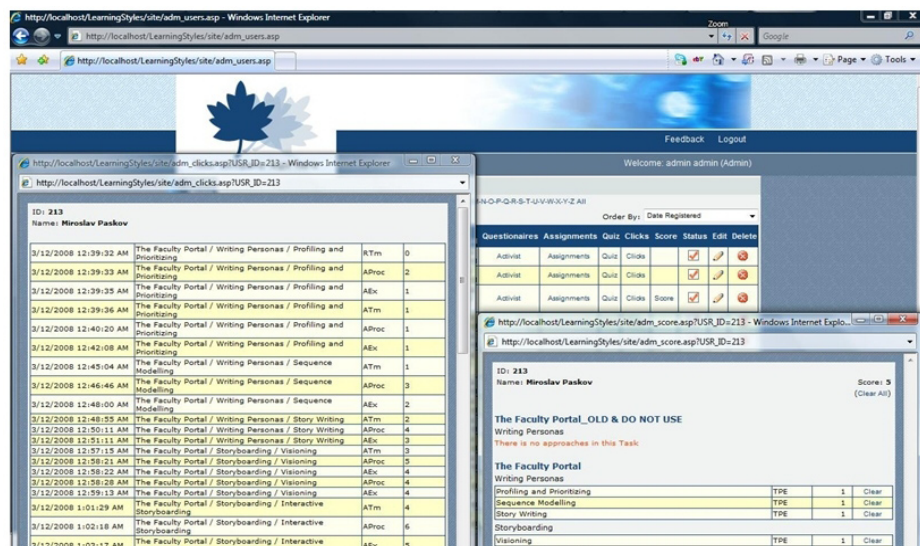 http://localhost/LearningStyles/site/adm_users.asp - Windows Internet Explorer
Zoom
http://localhost/LearningStyles/site/adm_users.asp
Google
http://localhost/LearningStyles/site/adm_users.asp
Page
Tools
Feedback Logout
Welcome: admin admin (Admin)
http://localhost/LearningStyles/site/adm_clicks.asp?USR_ID=213 - Windows Internet Explorer
http://localhost/LearningStyles/site/adm_clicks.asp?USR_ID=213
ID: 213
Name: Miroslav Paskov
3/12/2008 12:39:32 AM The Faculty Portal / Writing Personas / Profiling and Prioritizing RTm 0
3/12/2008 12:39:33 AM The Faculty Portal / Writing Personas / Profiling and Prioritizing AProc 2
3/12/2008 12:39:35 AM The Faculty Portal / Writing Personas / Profiling and Prioritizing AEx 1
3/12/2008 12:39:36 AM The Faculty Portal / Writing Personas / Profiling and Prioritizing ATm 1
3/12/2008 12:40:20 AM The Faculty Portal / Writing Personas / Profiling and Prioritizing AProc 1
3/12/2008 12:42:08 AM The Faculty Portal / Writing Personas / Profiling and Prioritizing AEx 1
3/12/2008 12:45:04 AM The Faculty Portal / Writing Personas / Sequence Modelling ATm 1
3/12/2008 12:46:46 AM The Faculty Portal / Writing Personas / Sequence Modelling AProc 3
3/12/2008 12:48:00 AM The Faculty Portal / Writing Personas / Sequence Modelling AEx 2
3/12/2008 12:48:55 AM The Faculty Portal / Writing Personas / Story Writing ATm 2
3/12/2008 12:50:11 AM The Faculty Portal / Writing Personas / Story Writing AProc 4
3/12/2008 12:51:11 AM The Faculty Portal / Writing Personas / Story Writing AEx 3
3/12/2008 12:57:15 AM The Faculty Portal / Storyboarding / Visioning ATm 3
3/12/2008 12:58:21 AM The Faculty Portal / Storyboarding / Visioning AProc 5
3/12/2008 12:58:22 AM The Faculty Portal / Storyboarding / Visioning AEx 4
3/12/2008 12:58:28 AM The Faculty Portal / Storyboarding / Visioning AProc 4
3/12/2008 12:59:13 AM The Faculty Portal / Storyboarding / Visioning AEx 4
3/12/2008 1:01:29 AM The Faculty Portal / Storyboarding / Interactive Storyboarding ATm 4
3/12/2008 1:02:18 AM The Faculty Portal / Storyboarding / Interactive Storyboarding AProc 6
3/12/2008 1:03:17 AM The Faculty Portal / Storyboarding / Interactive AEx 5
N-O-P-Q-R-S-T-U-V-W-X-Y-Z All
Order By: Date Registered
Questionaires Assignments Quiz Clicks Score Status Edit Delete
Activist Assignments Quiz Clicks
Activist Assignments Quiz Clicks
Activist Assignments Quiz Clicks Score
http://localhost/LearningStyles/site/adm_score.asp?USR_ID=213 - Windows Internet Explo...
http://localhost/LearningStyles/site/adm_score.asp?USR_ID=213
ID: 213
Name: Miroslav Paskov Score: 5
(Clear All)
The Faculty Portal_OLD & DO NOT USE
Writing Personas
There is no approaches in this Task
The Faculty Portal
Writing Personas
Profiling and Prioritizing TPE 1 Clear
Sequence Modelling TPE 1 Clear
Story Writing TPE 1 Clear
Storyboarding
Visioning TPE 1 Clear